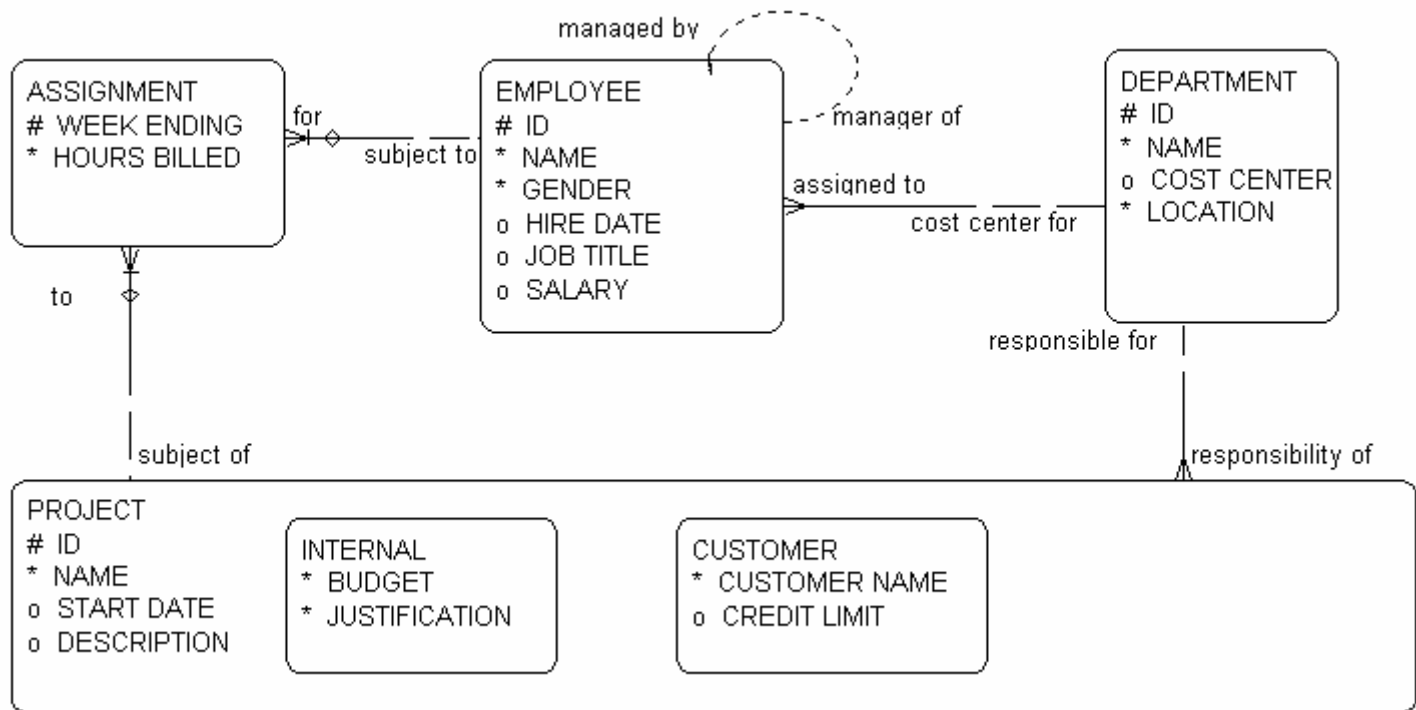 managed by
manager of
ASSIGNMENT
# WEEK ENDING
* HOURS BILLED
for
subject to
EMPLOYEE
# ID
* NAME
* GENDER
o HIRE DATE
o JOB TITLE
o SALARY
assigned to
cost center for
DEPARTMENT
# ID
* NAME
o COST CENTER
* LOCATION
to
subject of
responsible for
responsibility of
PROJECT
# ID
* NAME
o START DATE
o DESCRIPTION
INTERNAL
* BUDGET
* JUSTIFICATION
CUSTOMER
* CUSTOMER NAME
o CREDIT LIMIT